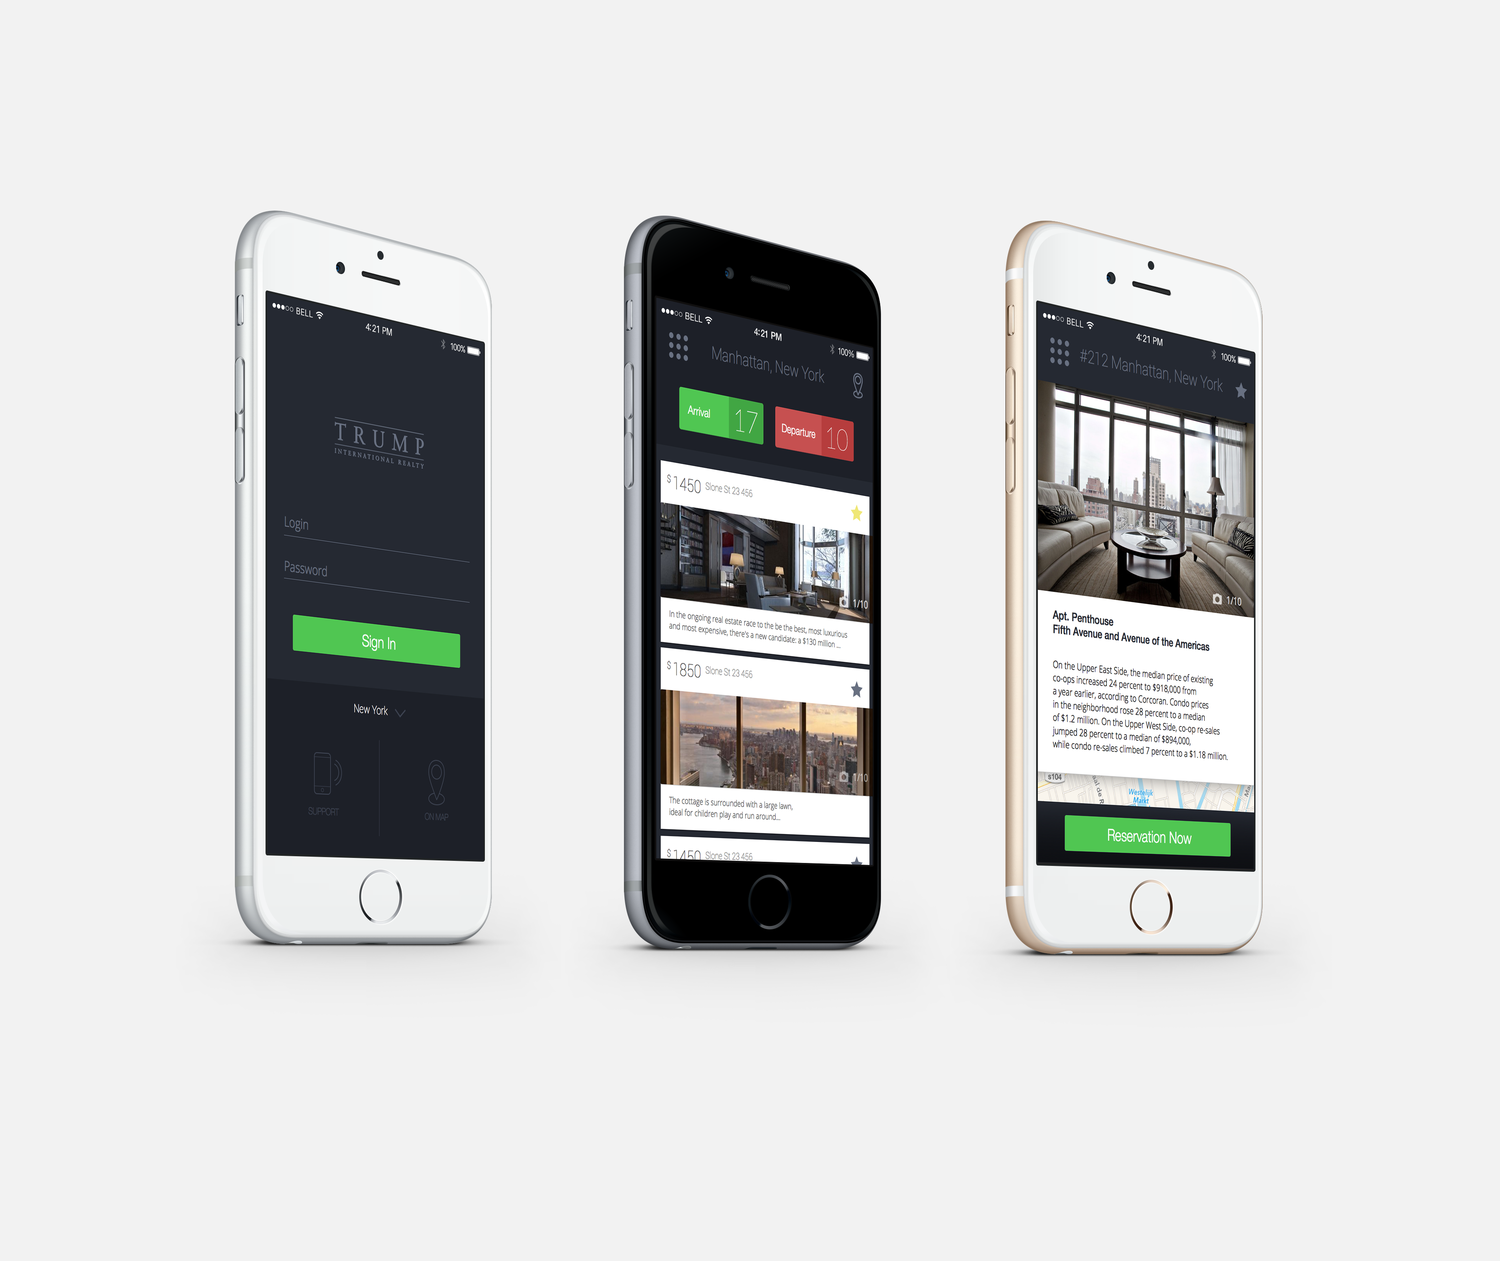 BELL
4:21 PM
100%
TRUMP
INTERNATIONAL REALTY
Login
Password
Sign In
New York
SUPPORT
ON MAP
BELL
4:21 PM
100%
Manhattan, New York
Arrival 17
Departure 10
$1450 Slone St 23 456
1/10
In the ongoing real estate race to the be the best, most luxurious
and most expensive, there's a new candidate: a $130 million ...
$1850 Slone St 23 456
1/10
The cottage is surrounded with a large lawn,
ideal for children play and run around...
$1450 Slone St 23 456
BELL
4:21 PM
100%
#212 Manhattan, New York
1/10
Apt. Penthouse
Fifth Avenue and Avenue of the Americas
On the Upper East Side, the median price of existing
co-ops increased 24 percent to $918,000 from
a year earlier, according to Corcoran. Condo prices
in the neighborhood rose 28 percent to a median
of $1.2 million. On the Upper West Side, co-op re-sales
jumped 28 percent to a median of $894,000,
while condo re-sales climbed 7 percent to a $1.18 million.
s104
Westelijk
Markt
Reservation Now